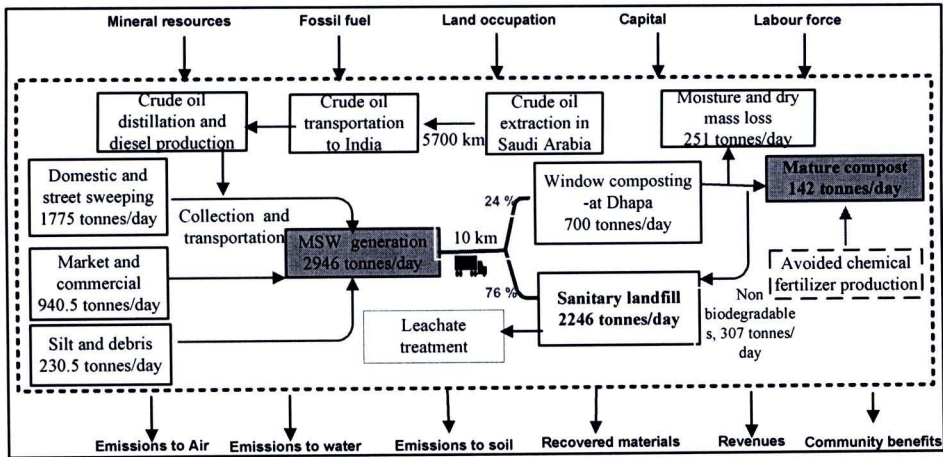 Mineral resources
Fossil fuel
Land occupation
Capital
Labour force
Crude oil
distillation and
diesel production
Crude oil
transportation
to India
5700 km
Crude oil
extraction in
Saudi Arabia
Moisture and dry
mass loss
251 tonnes/day
Domestic and
street sweeping
1775 tonnes/day
Collection and
transportation
Market and
commercial
940.5 tonnes/day
Silt and debris
230.5 tonnes/day
MSW generation
2946 tonnes/day
10 km
24 %
76 %
Window composting
-at Dhapa
700 tonnes/day
Mature compost
142 tonnes/day
Avoided chemical
fertilizer production
Sanitary landfill
2246 tonnes/day
Non
biodegradable
s, 307 tonnes/
day
Leachate
treatment
Emissions to Air
Emissions to water
Emissions to soil
Recovered materials
Revenues
Community benefits